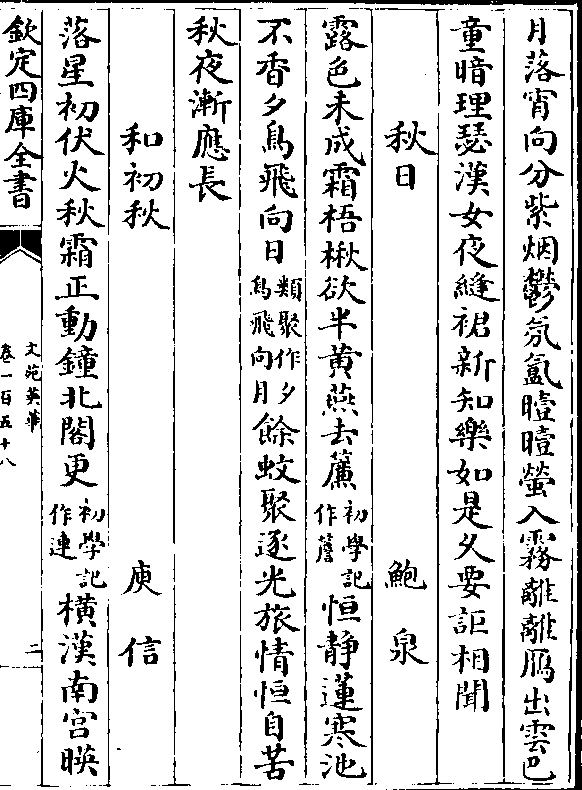 月落宵向分紫烟鬱氛氲曀曀螢入霧離離鴈出雲巴
童暗理瑟漢女夜縫裙新知樂如是久要詎相聞
秋日 鮑泉
露色未成霜梧楸欲半黄燕去簾初學記作簷恒静蓮寒池
不香夕鳥飛向日類聚作夕鳥飛向月餘蚊聚逐光旅情恒自苦
秋夜漸應長
和初秋 庾信
落星初伏火秋霜正動鐘北閣更初學記作連横漢南宫映
欽定四庫全書
文苑英華
卷一百五十八
二